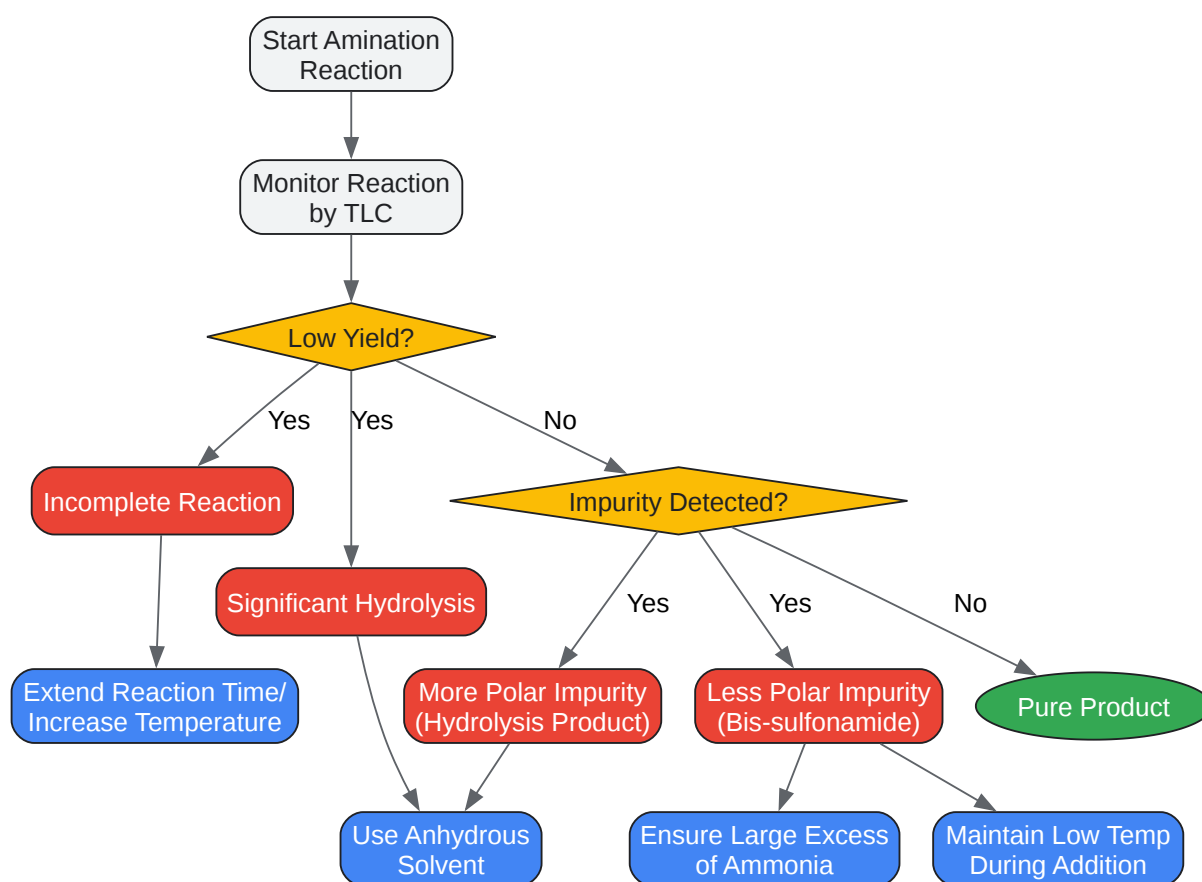 Start Amination
Reaction
Monitor Reaction
by TLC
Low Yield?
Yes
Yes
No
Incomplete Reaction
Impurity Detected?
Significant Hydrolysis
Yes
Yes
No
Extend Reaction Time/
Increase Temperature
More Polar Impurity
(Hydrolysis Product)
Less Polar Impurity
(Bis-sulfonamide)
Pure Product
Use Anhydrous
Solvent
Ensure Large Excess
of Ammonia
Maintain Low Temp
During Addition